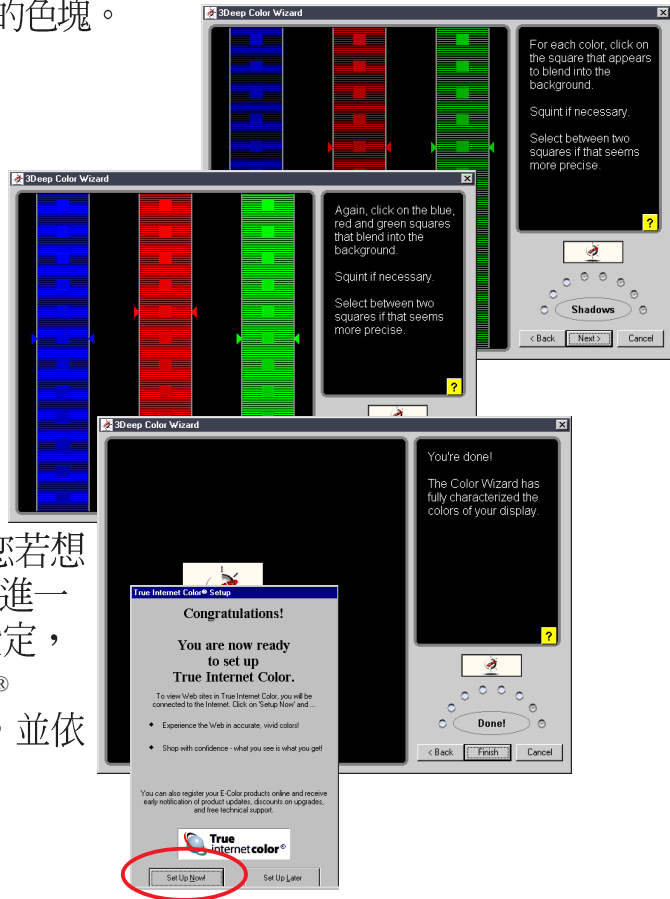 的色塊。
3Deep Color Wizard
For each color, click on
the square that appears
to blend into the
background.
Squint if necessary.
Select between two
squares if that seems
more precise.
?
Shadows
< Back
Next >
Cancel
3Deep Color Wizard
Again, click on the blue,
red and green squares
that blend into the
background.
Squint if necessary.
Select between two
squares if that seems
more precise.
?
3Deep Color Wizard
You're done!
The Color Wizard has
fully characterized the
colors of your display.
?
Done!
< Back
Finish
Cancel
您若想
進一
定，
®
，並依
True Internet Color® Setup
Congratulations!
You are now ready
to set up
True Internet Color.
To view Web sites in True Internet Color, you will be
connected to the Internet. Click on 'Setup Now' and ...
◆ Experience the Web in accurate, vivid colors!
◆ Shop with confidence - what you see is what you get!
You can also register your E-Color products online and receive
early notification of product updates, discounts on upgrades,
and free technical support.
True
internetcolor®
Set Up Now!
Set Up Later